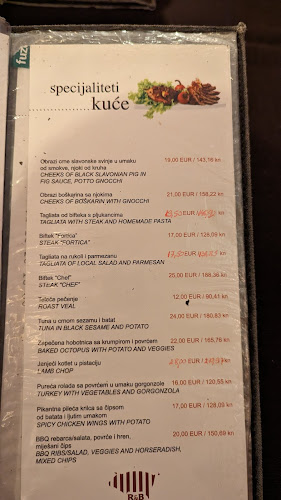 fuz
specijaliteti
kuće
Obrazi crne slavonske svinje u umaku 19,00 EUR / 143,16 kn
od smokve, njoki od kruha
CHEEKS OF BLACK SLAVONIAN PIG IN
FIG SAUCE, POTTO GNOCCHI
Obrazi boškarina sa njokima 21,00 EUR / 158,22 kn
CHEEKS OF BOŠKARIN WITH GNOCCHI
Tagliata od bifteka s pljukancima
TAGLIATA WITH STEAK AND HOMEMADE PASTA
Biftek "Fortica" 17,00 EUR / 128,09 kn
STEAK "FORTICA"
Tagliata na rukoli i parmezanu
TAGLIATA OF LOCAL SALAD AND PARMESAN
Biftek "Chef" 25,00 EUR / 188,36 kn
STEAK "CHEF"
Teleće pečenje 12,00 EUR / 90,41 kn
ROAST VEAL
Tuna u crnom sezamu i batat 24,00 EUR / 180,83 kn
TUNA IN BLACK SESAME AND POTATO
Zapečena hobotnica sa krumpirom i povrćem 22,00 EUR / 165,76 kn
BAKED OCTOPUS WITH POTATO AND VEGGIES
Janjeći kotlet u pistaciju
LAMB CHOP
Pureća rolada sa povrćem u umaku gorgonzole 16,00 EUR / 120,55 kn
TURKEY WITH VEGETABLES AND GORGONZOLA
Pikantna pileća krilca sa čipsom 17,00 EUR / 128,09 kn
od batata i ljutim umakom
SPICY CHICKEN WINGS WITH POTATO
BBQ rebarca/salata, povrće i hren, 20,00 EUR / 150,69 kn
miješani čips
BBQ RIBS/SALAD, VEGGIES AND HORSERADISH,
MIXED CHIPS
R&B